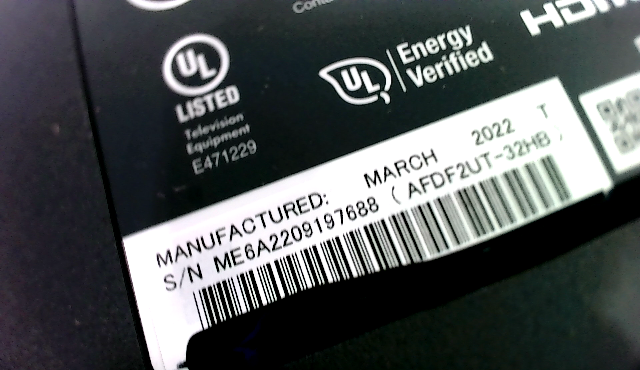 UL
LISTED
Television
Equipment
E471229
UL
Energy
Verified
HDMI
MANUFACTURED: MARCH 2022 T
S/N ME6A2209197688 ( AFDF2UT-32HB )